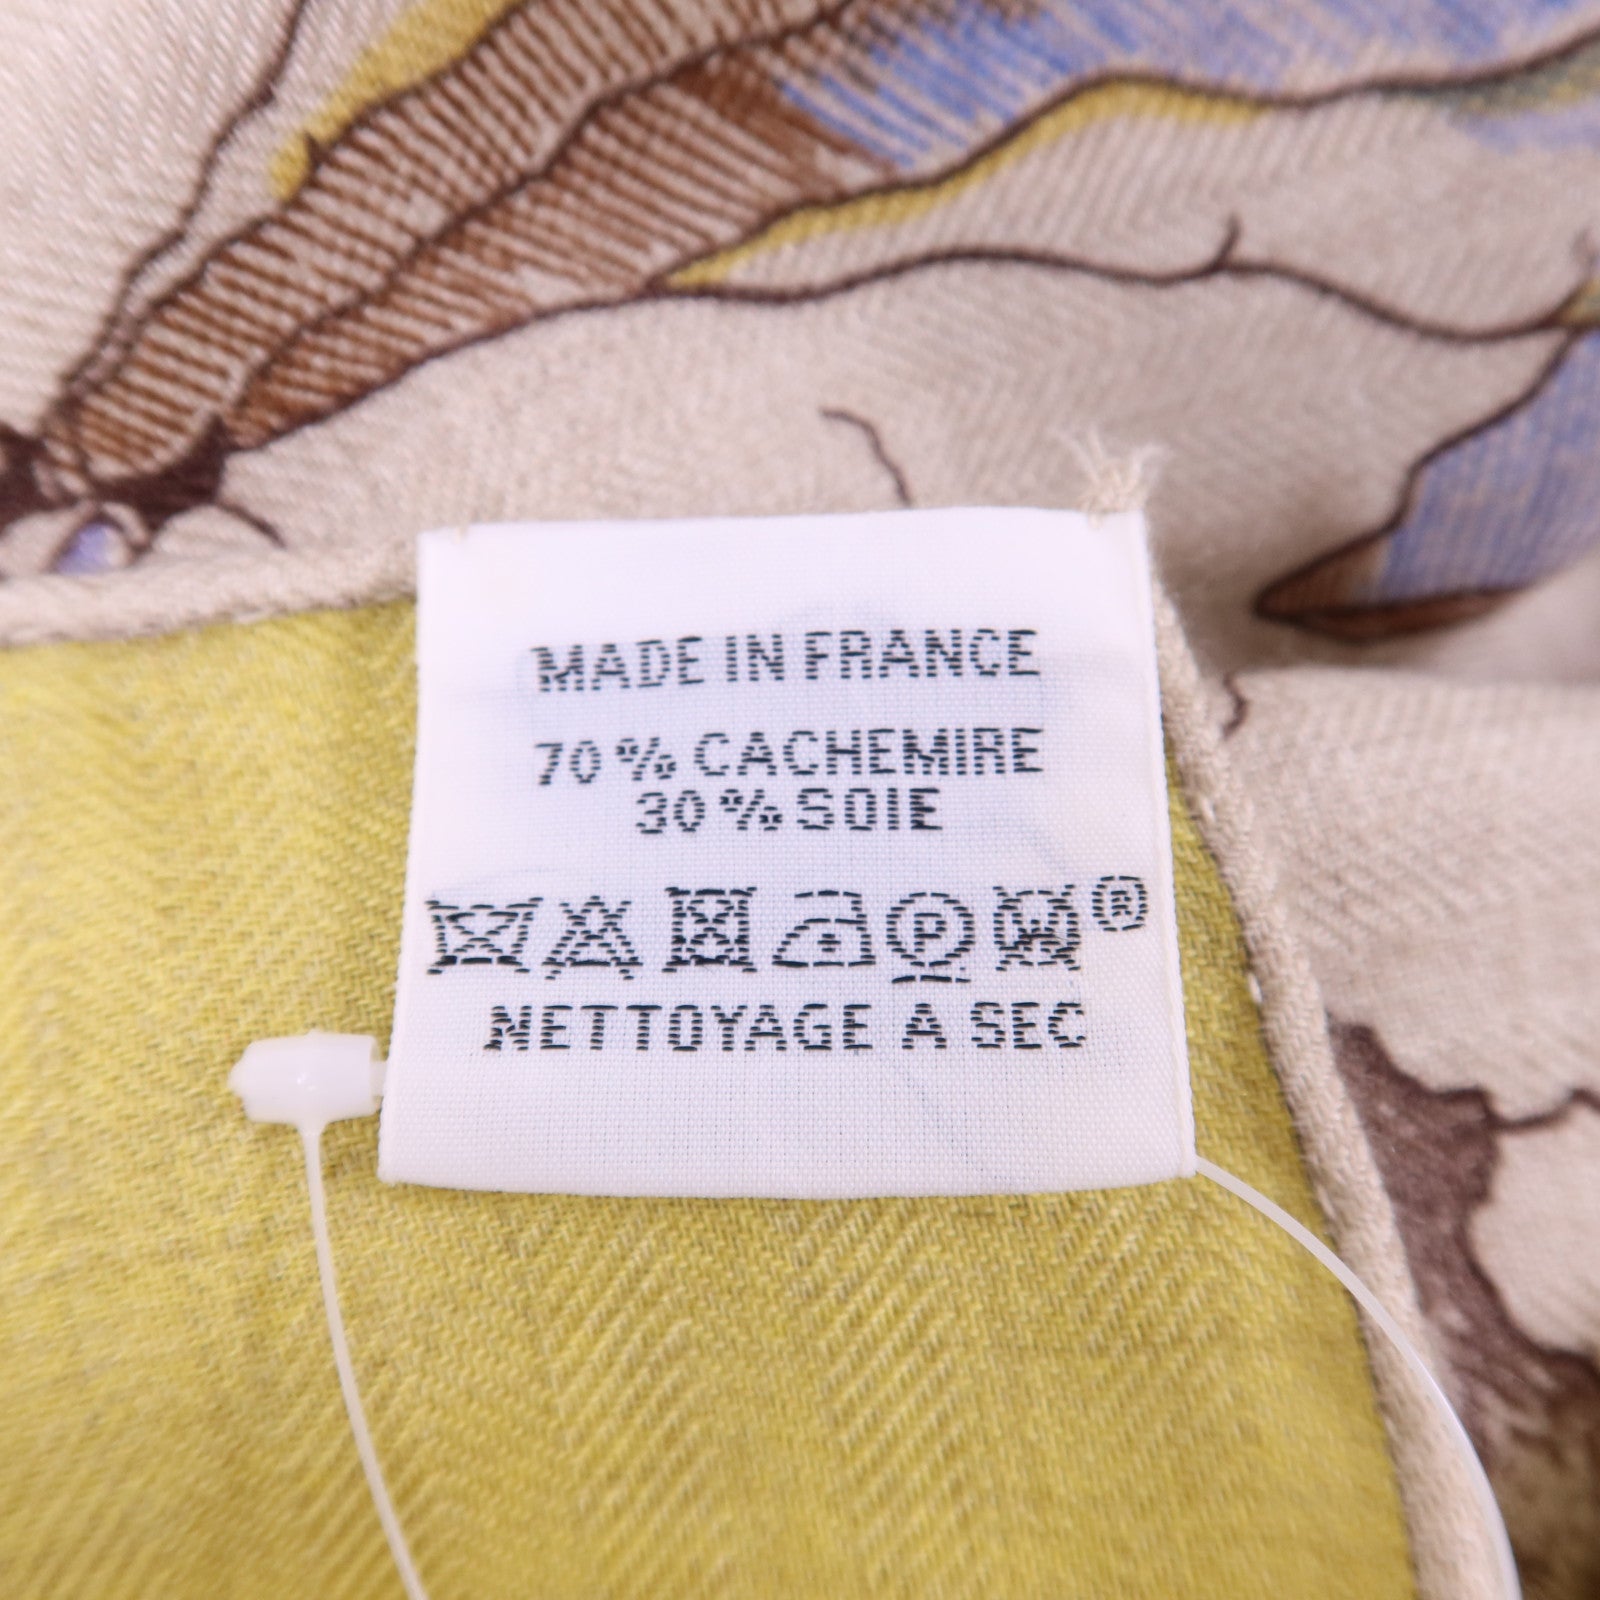 MADE IN FRANCE
70 % CACHEMIRE
30 % SOIE
P W ®
NETTOYAGE A SEC